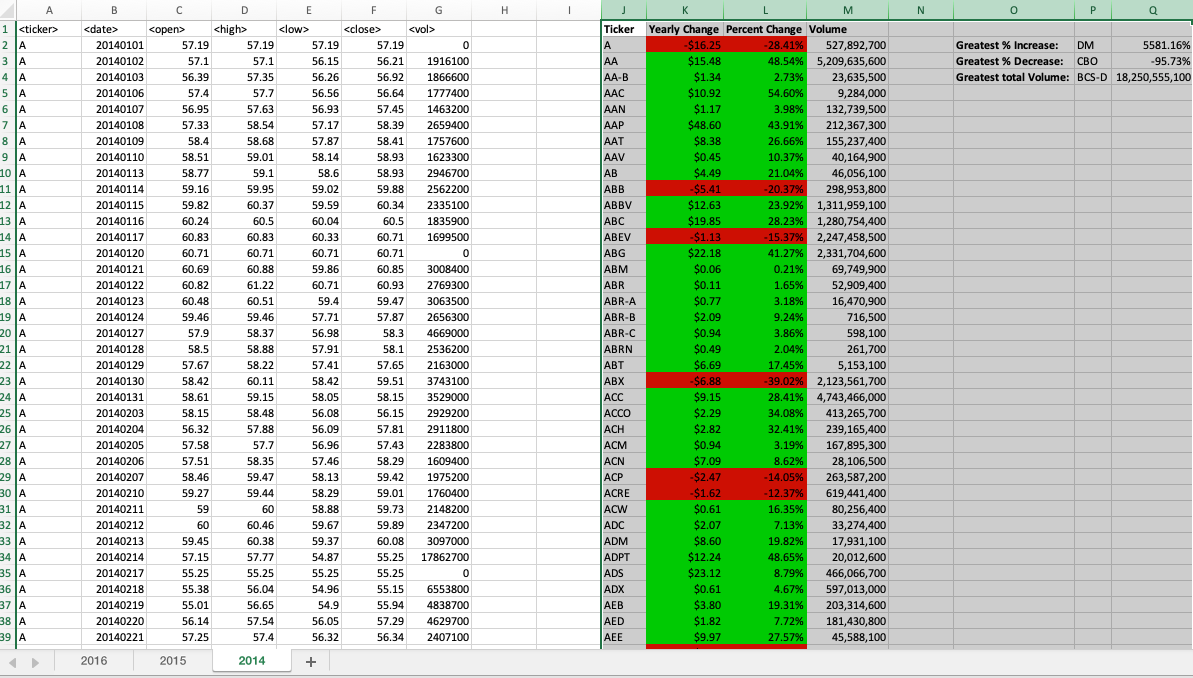 A B C D E F G H I J K L M N O P Q
1 <ticker> <date> <open> <high> <low> <close> <vol> Ticker Yearly Change Percent Change Volume
2 A 20140101 57.19 57.19 57.19 57.19 0 A -$16.25 -28.41% 527,892,700 Greatest % Increase: DM 5581.16%
3 A 20140102 57.1 57.1 56.15 56.21 1916100 AA $15.48 48.54% 5,209,635,600 Greatest % Decrease: CBO -95.73%
4 A 20140103 56.39 57.35 56.26 56.92 1866600 AA-B $1.34 2.73% 23,635,500 Greatest total Volume: BCS-D 18,250,555,100
5 A 20140106 57.4 57.7 56.56 56.64 1777400 AAC $10.92 54.60% 9,284,000
6 A 20140107 56.95 57.63 56.93 57.45 1463200 AAN $1.17 3.98% 132,739,500
7 A 20140108 57.33 58.54 57.17 58.39 2659400 AAP $48.60 43.91% 212,367,300
8 A 20140109 58.4 58.68 57.87 58.41 1757600 AAT $8.38 26.66% 155,237,400
9 A 20140110 58.51 59.01 58.14 58.93 1623300 AAV $0.45 10.37% 40,164,900
10 A 20140113 58.77 59.1 58.6 58.93 2946700 AB $4.49 21.04% 46,056,100
11 A 20140114 59.16 59.95 59.02 59.88 2562200 ABB -$5.41 -20.37% 298,953,800
12 A 20140115 59.82 60.37 59.59 60.34 2335100 ABBV $12.63 23.92% 1,311,959,100
13 A 20140116 60.24 60.5 60.04 60.5 1835900 ABC $19.85 28.23% 1,280,754,400
14 A 20140117 60.83 60.83 60.33 60.71 1699500 ABEV -$1.13 -15.37% 2,247,458,500
15 A 20140120 60.71 60.71 60.71 60.71 0 ABG $22.18 41.27% 2,331,704,600
16 A 20140121 60.69 60.88 59.86 60.85 3008400 ABM $0.06 0.21% 69,749,900
17 A 20140122 60.82 61.22 60.71 60.93 2769300 ABR $0.11 1.65% 52,909,400
18 A 20140123 60.48 60.51 59.4 59.47 3063500 ABR-A $0.77 3.18% 16,470,900
19 A 20140124 59.46 59.46 57.71 57.87 2656300 ABR-B $2.09 9.24% 716,500
20 A 20140127 57.9 58.37 56.98 58.3 4669000 ABR-C $0.94 3.86% 598,100
21 A 20140128 58.5 58.88 57.91 58.1 2536200 ABRN $0.49 2.04% 261,700
22 A 20140129 57.67 58.22 57.41 57.65 2163000 ABT $6.69 17.45% 5,153,100
23 A 20140130 58.42 60.11 58.42 59.51 3743100 ABX -$6.88 -39.02% 2,123,561,700
24 A 20140131 58.61 59.15 58.05 58.15 3529000 ACC $9.15 28.41% 4,743,466,000
25 A 20140203 58.15 58.48 56.08 56.15 2929200 ACCO $2.29 34.08% 413,265,700
26 A 20140204 56.32 57.88 56.09 57.81 2911800 ACH $2.82 32.41% 239,165,400
27 A 20140205 57.58 57.7 56.96 57.43 2283800 ACM $0.94 3.19% 167,895,300
28 A 20140206 57.51 58.35 57.46 58.29 1609400 ACN $7.09 8.62% 28,106,500
29 A 20140207 58.46 59.47 58.13 59.42 1975200 ACP -$2.47 -14.05% 263,587,200
30 A 20140210 59.27 59.44 58.29 59.01 1760400 ACRE -$1.62 -12.37% 619,441,400
31 A 20140211 59 60 58.88 59.73 2148200 ACW $0.61 16.35% 80,256,400
32 A 20140212 60 60.46 59.67 59.89 2347200 ADC $2.07 7.13% 33,274,400
33 A 20140213 59.45 60.38 59.37 60.08 3097000 ADM $8.60 19.82% 17,931,100
34 A 20140214 57.15 57.77 54.87 55.25 17862700 ADPT $12.24 48.65% 20,012,600
35 A 20140217 55.25 55.25 55.25 55.25 0 ADS $23.12 8.79% 466,066,700
36 A 20140218 55.38 56.04 54.96 55.15 6553800 ADX $0.61 4.67% 597,013,000
37 A 20140219 55.01 56.65 54.9 55.94 4838700 AEB $3.80 19.31% 203,314,600
38 A 20140220 56.14 57.54 56.05 57.29 4629700 AED $1.82 7.72% 181,430,800
39 A 20140221 57.25 57.4 56.32 56.34 2407100 AEE $9.97 27.57% 45,588,100
2016 2015 2014 +